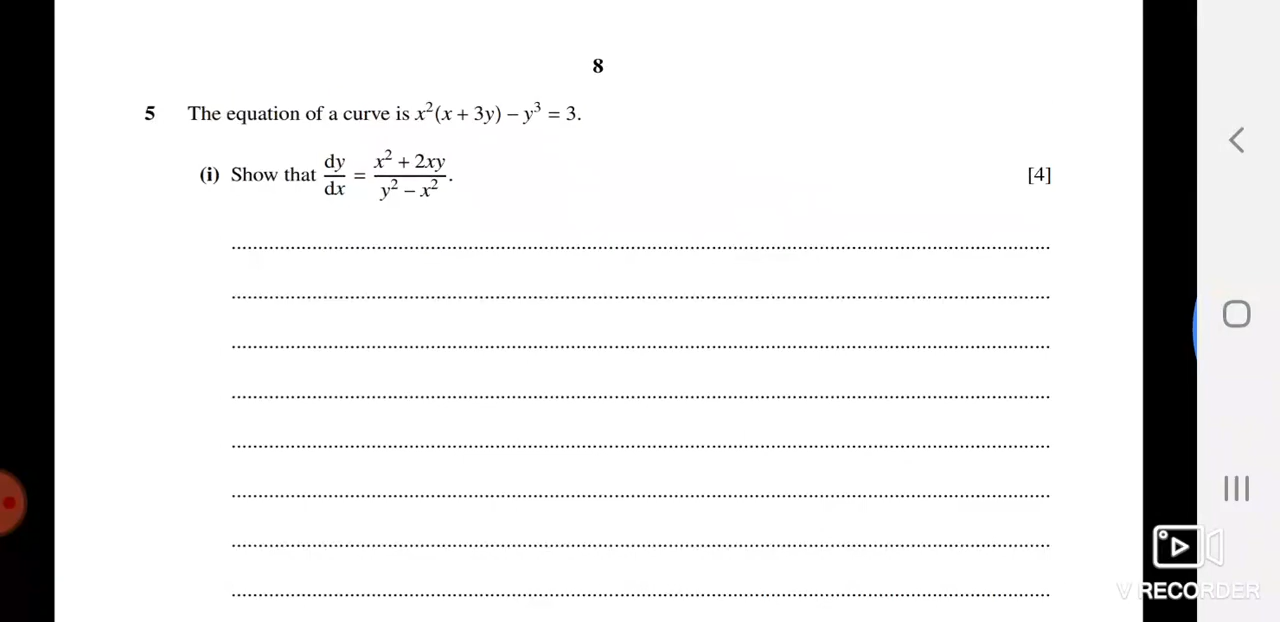 8
5 The equation of a curve is x²(x + 3y) − y³ = 3.
(i) Show that dy/dx = (x² + 2xy)/(y² − x²). [4]
V RECORDER